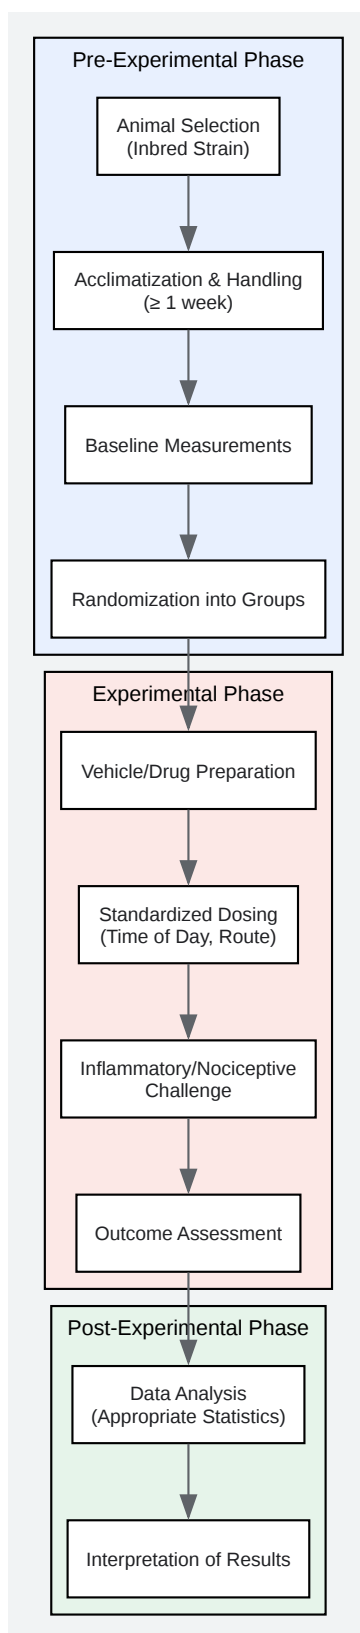 Pre-Experimental Phase
Animal Selection
(Inbred Strain)
Acclimatization & Handling
(≥ 1 week)
Baseline Measurements
Randomization into Groups
Experimental Phase
Vehicle/Drug Preparation
Standardized Dosing
(Time of Day, Route)
Inflammatory/Nociceptive
Challenge
Outcome Assessment
Post-Experimental Phase
Data Analysis
(Appropriate Statistics)
Interpretation of Results